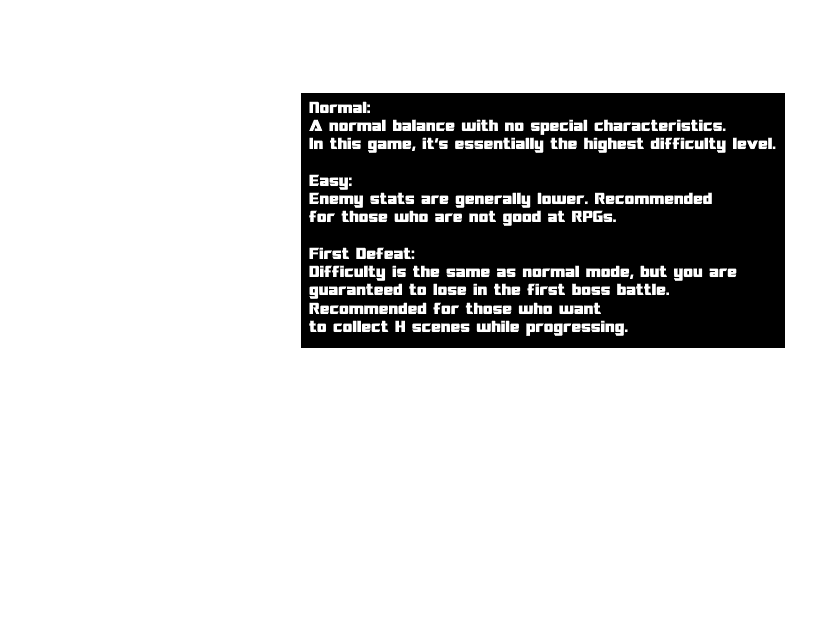 Normal:
A normal balance with no special characteristics.
In this game, it's essentially the highest difficulty level.
Easy:
Enemy stats are generally lower. Recommended
for those who are not good at RPGs.
First Defeat:
Difficulty is the same as normal mode, but you are
guaranteed to lose in the first boss battle.
Recommended for those who want
to collect H scenes while progressing.